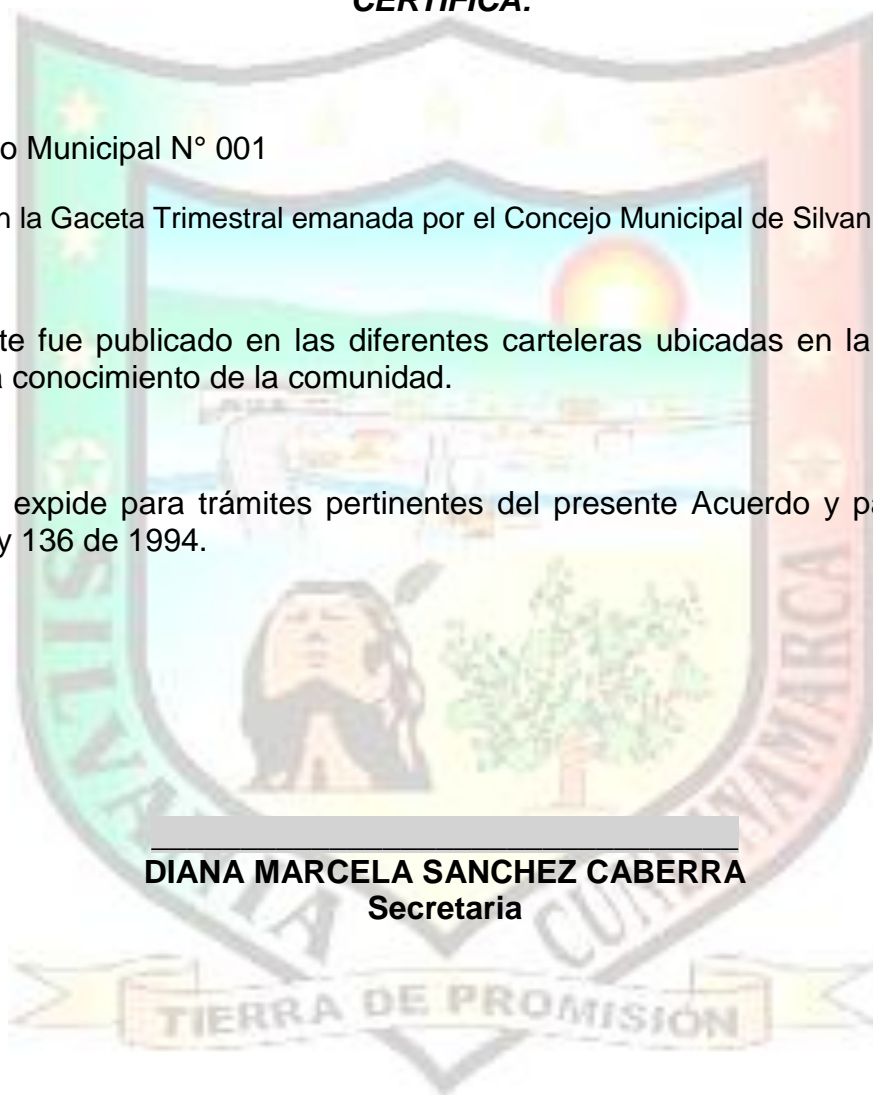 CERTIFICA:
o Municipal N° 001
n la Gaceta Trimestral emanada por el Concejo Municipal de Silvan
te fue publicado en las diferentes carteleras ubicadas en la
a conocimiento de la comunidad.
expide para trámites pertinentes del presente Acuerdo y pa
y 136 de 1994.
SILVANIA
CUNDINAMARCA
DIANA MARCELA SANCHEZ CABERRA
Secretaria
TIERRA DE PROMISIÓN